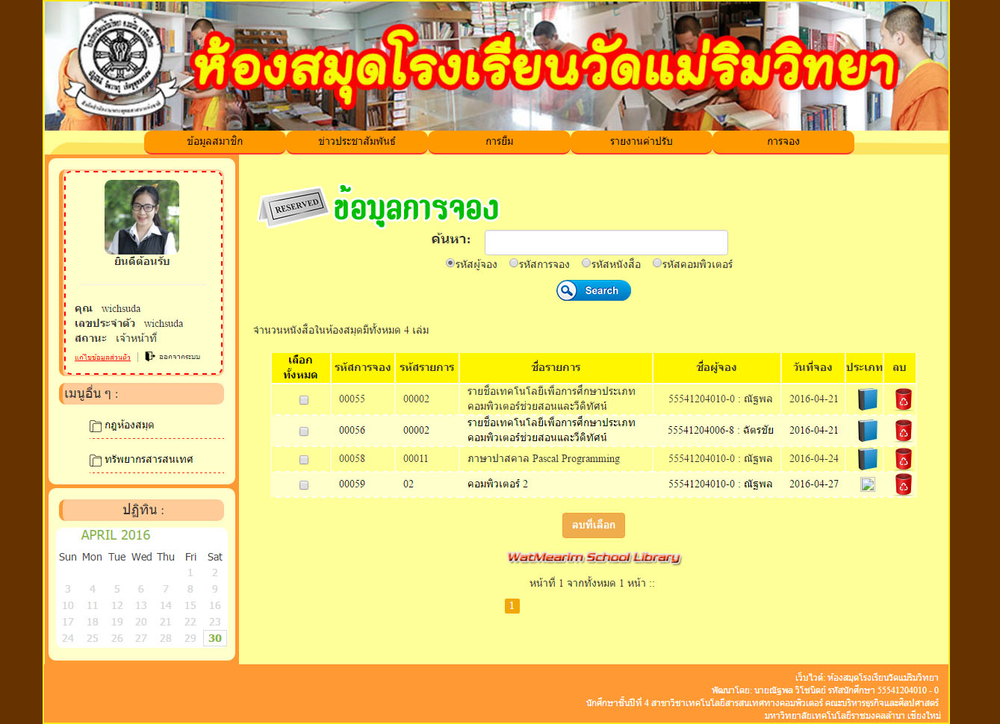 ห้องสมุดโรงเรียนวัดแม่ริมวิทยา
ข้อมูลสมาชิก ข่าวประชาสัมพันธ์ การยืม รายงานค่าปรับ การจอง
ยินดีต้อนรับ
คุณ wichsuda
เลขประจำตัว wichsuda
สถานะ เจ้าหน้าที่
แก้ไขข้อมูลส่วนตัว | ออกจากระบบ
เมนูอื่น ๆ :
กฎห้องสมุด
ทรัพยากรสารสนเทศ
ปฏิทิน :
APRIL 2016
Sun Mon Tue Wed Thu Fri Sat
1 2
3 4 5 6 7 8 9
10 11 12 13 14 15 16
17 18 19 20 21 22 23
24 25 26 27 28 29 30
RESERVED ข้อมูลการจอง
ค้นหา:
รหัสผู้จอง รหัสการจอง รหัสหนังสือ รหัสคอมพิวเตอร์
Search
จำนวนหนังสือในห้องสมุดมีทั้งหมด 4 เล่ม
เลือก
ทั้งหมด รหัสการจอง รหัสรายการ ชื่อรายการ ชื่อผู้จอง วันที่จอง ประเภท ลบ
00055 00002 รายชื่อเทคโนโลยีเพื่อการศึกษาประเภท
คอมพิวเตอร์ช่วยสอนและวีดิทัศน์ 55541204010-0 : ณัฐพล 2016-04-21
00056 00002 รายชื่อเทคโนโลยีเพื่อการศึกษาประเภท
คอมพิวเตอร์ช่วยสอนและวีดิทัศน์ 55541204006-8 : ฉัตรชัย 2016-04-21
00058 00011 ภาษาปาสคาล Pascal Programming 55541204010-0 : ณัฐพล 2016-04-24
00059 02 คอมพิวเตอร์ 2 55541204010-0 : ณัฐพล 2016-04-27
ลบที่เลือก
WatMearim School Library
หน้าที่ 1 จากทั้งหมด 1 หน้า ::
1
เว็บไวต์: ห้องสมุดโรงเรียนวัดแม่ริมวิทยา
พัฒนาโดย: นายณัฐพล วิโชนิตย์ รหัสนักศึกษา 55541204010 - 0
นักศึกษาชั้นปีที่ 4 สาขาวิชาเทคโนโลยีสารสนเทศทางคอมพิวเตอร์ คณะบริหารธุรกิจและศิลปศาสตร์
มหาวิทยาลัยเทคโนโลยีราชมงคลล้านนา เชียงใหม่